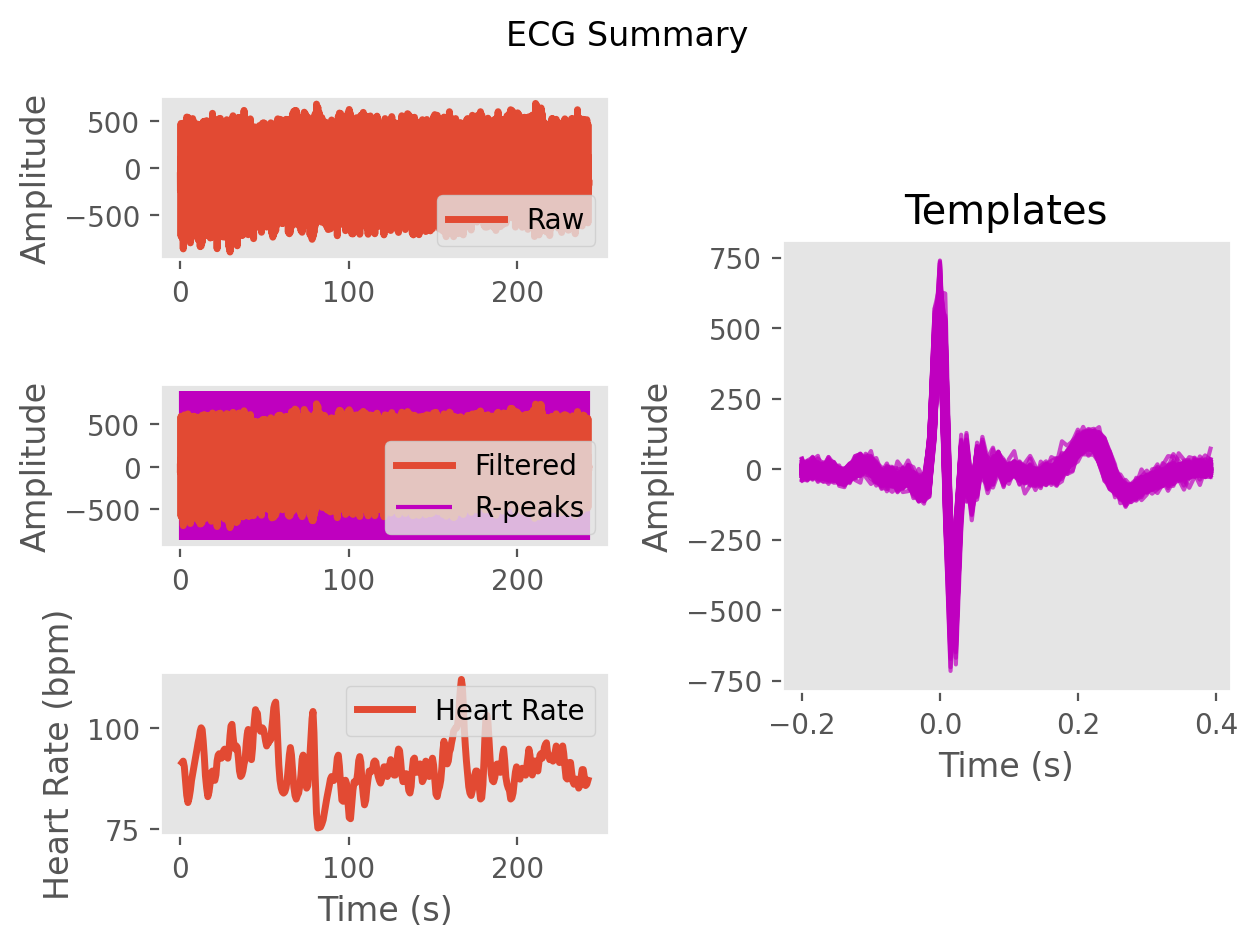 ECG Summary
Amplitude
500
0
−500
Raw
0 100 200
Amplitude
500
0
−500
Filtered
R-peaks
0 100 200
Heart Rate (bpm)
100
75
Heart Rate
0 100 200
Time (s)
Templates
Amplitude
750
500
250
0
−250
−500
−750
−0.2 0.0 0.2 0.4
Time (s)